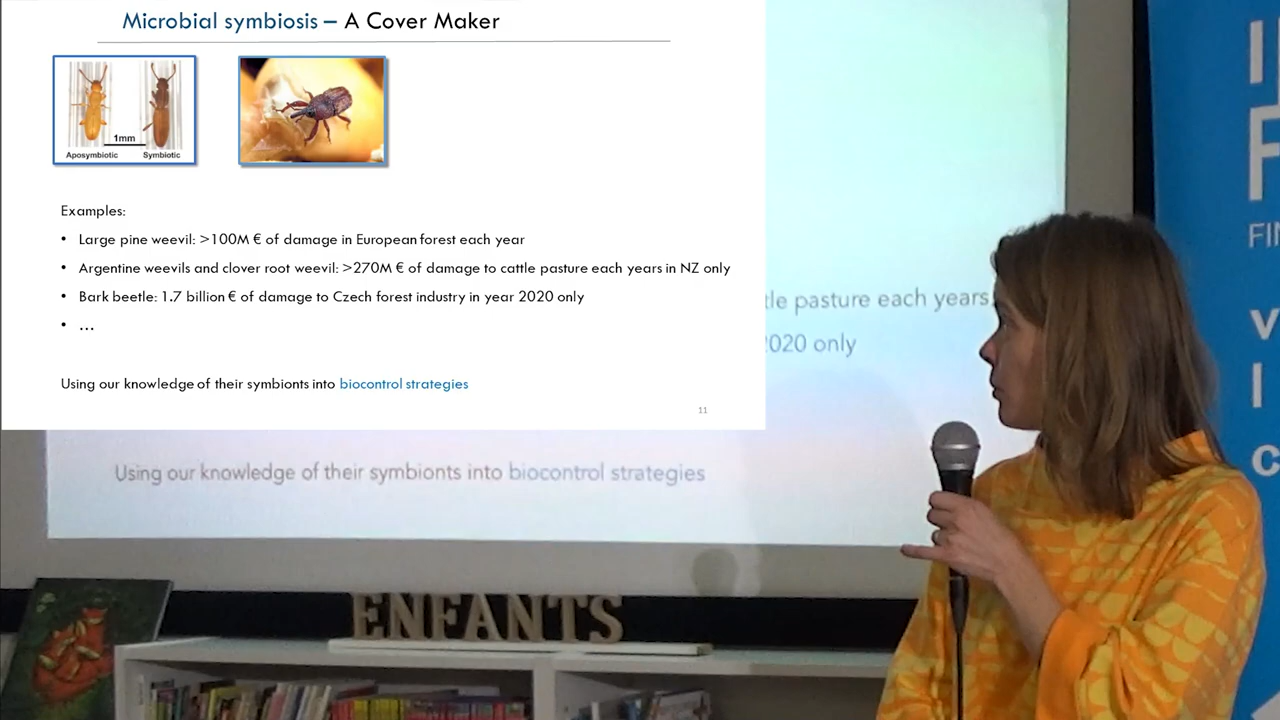 Microbial symbiosis – A Cover Maker
1mm
Aposymbiotic Symbiotic
Examples:
• Large pine weevil: >100M € of damage in European forest each year
• Argentine weevils and clover root weevil: >270M € of damage to cattle pasture each years in NZ only
• Bark beetle: 1.7 billion € of damage to Czech forest industry in year 2020 only
• ...
Using our knowledge of their symbionts into biocontrol strategies
11
tle pasture each years
2020 only
Using our knowledge of their symbionts into biocontrol strategies
ENFANTS
FIN